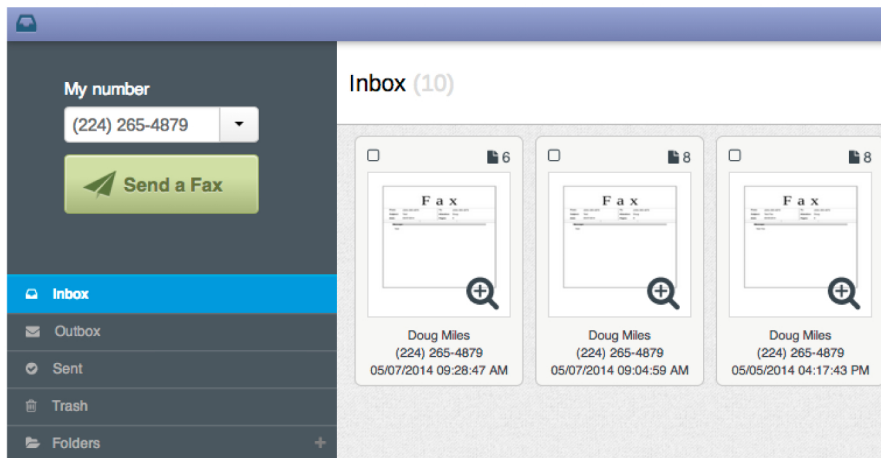 My number
(224) 265-4879
Send a Fax
Inbox
Outbox
Sent
Trash
Folders +
Inbox (10)
6
Fax
Doug Miles
(224) 265-4879
05/07/2014 09:28:47 AM
8
Fax
Doug Miles
(224) 265-4879
05/07/2014 09:04:59 AM
8
Fax
Doug Miles
(224) 265-4879
05/05/2014 04:17:43 PM